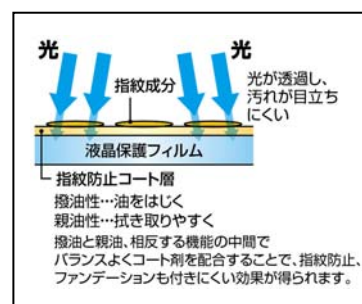 光
光
指紋成分
光が透過し、
汚れが目立ち
にくい
液晶保護フィルム
指紋防止コート層
撥油性…油をはじく
親油性…拭き取りやすく
撥油と親油、相反する機能の中間で
バランスよくコート剤を配合することで、指紋防止、
ファンデーションも付きにくい効果が得られます。